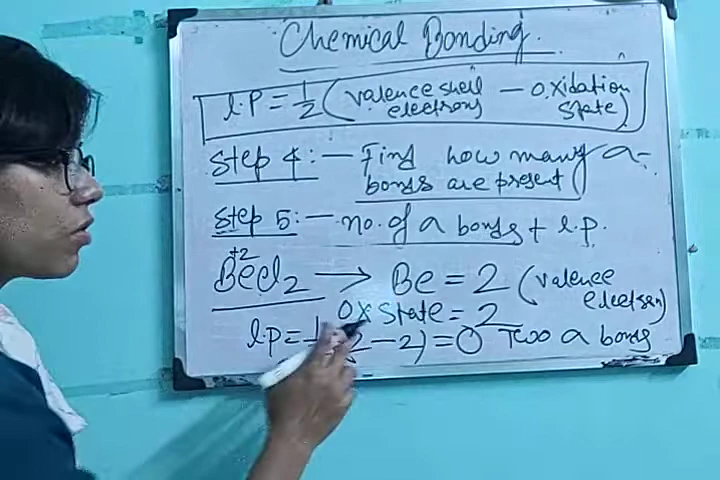 Chemical Bonding.
l.P = 1/2 (valence shell electrons — Oxidation state)
Step 4:— Find how many a-
bonds are present
Step 5:— no. of a bonds + l.p.
+2
BeCl2 → Be = 2 (valence electron)
ox state = 2
lp = 1 2 — 2) = 0 Two a bonds